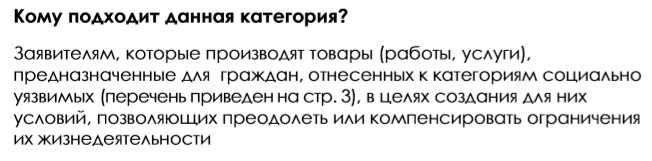 Кому подходит данная категория?
Заявителям, которые производят товары (работы, услуги),
предназначенные для граждан, отнесенных к категориям социально
уязвимых (перечень приведен на стр. 3), в целях создания для них
условий, позволяющих преодолеть или компенсировать ограничения
их жизнедеятельности